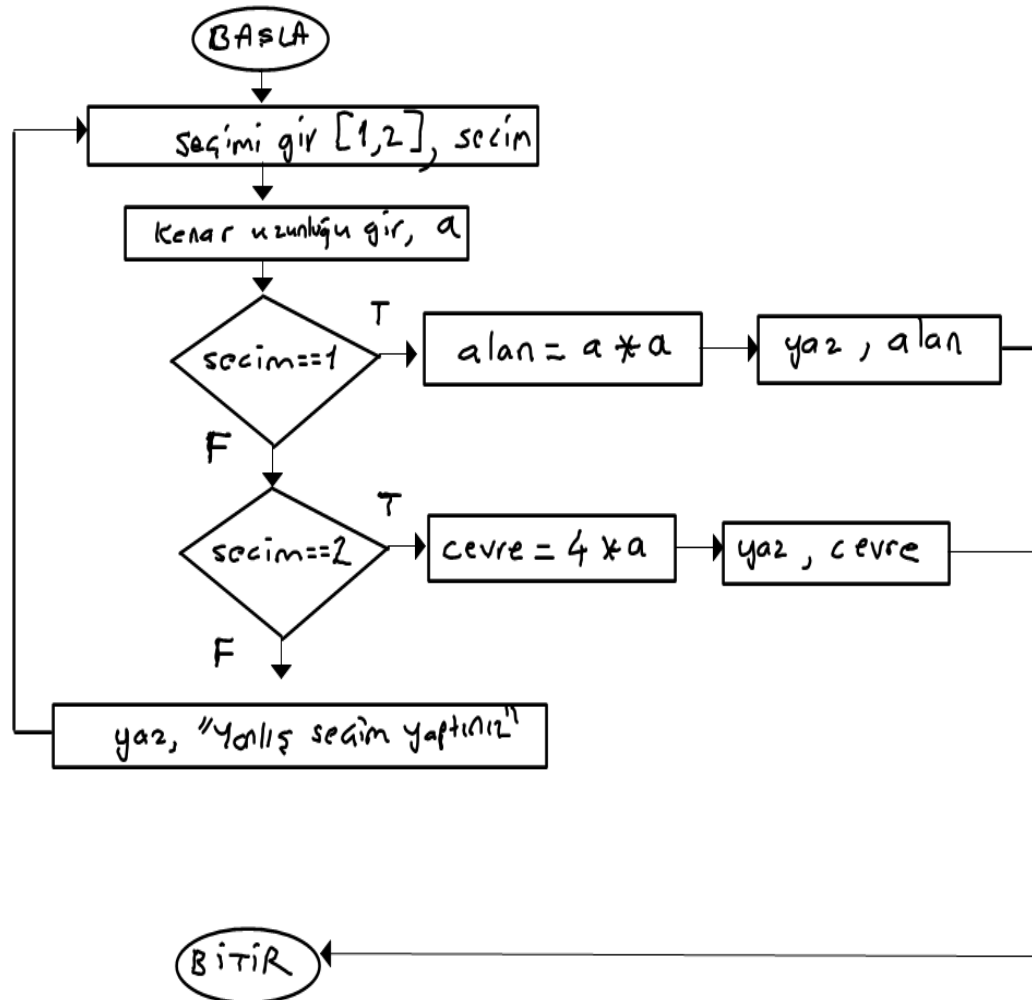 BAŞLA
Seçimi gir [1,2], secim
Kenar uzunluğu gir, a
secim==1
T
alan = a * a
yaz, alan
F
secim==2
T
cevre = 4 * a
yaz, cevre
F
yaz, "Yanlış seçim yaptınız"
BİTİR